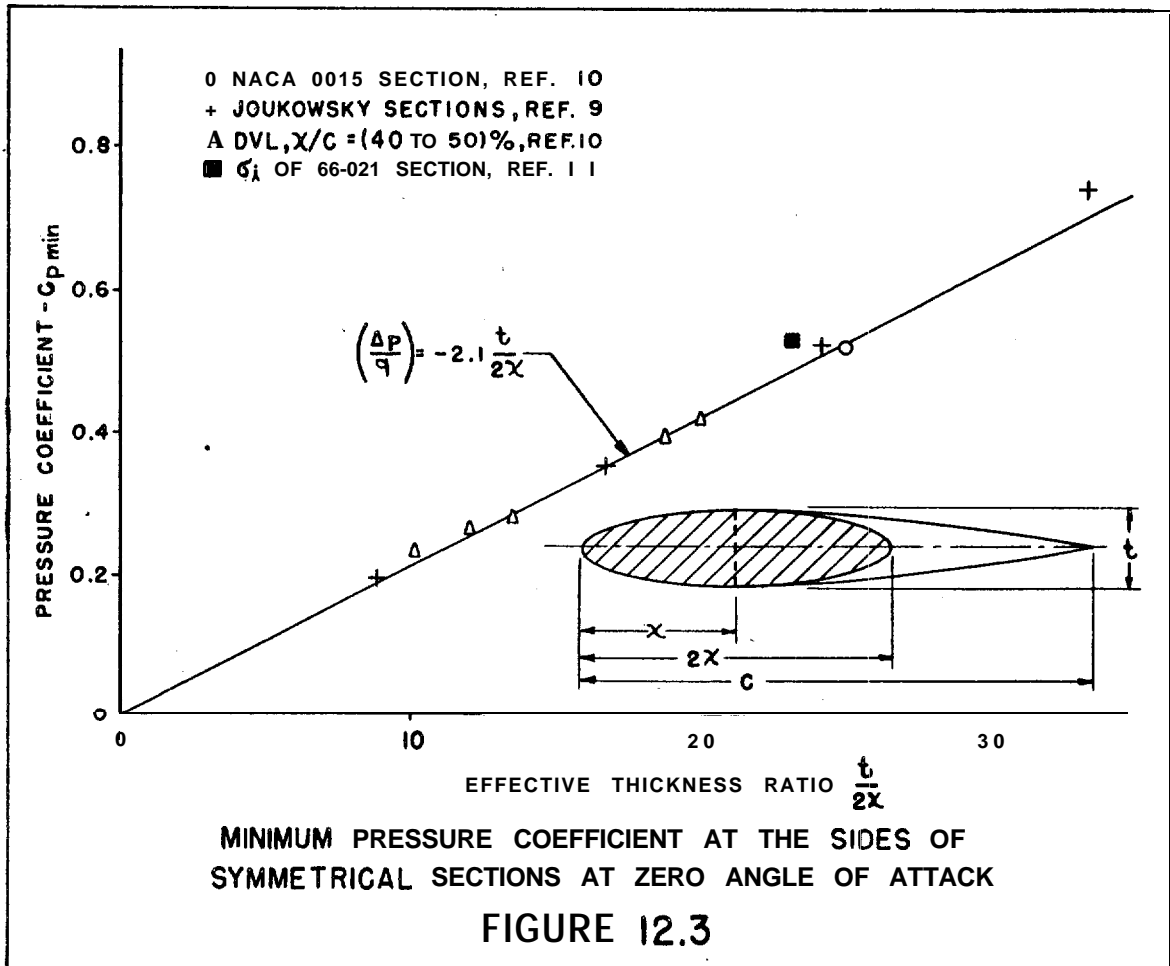 0 NACA 0015 SECTION, REF. 10
+ JOUKOWSKY SECTIONS, REF. 9
Δ DVL, X/C = (40 TO 50)%, REF.10
■ σi OF 66-021 SECTION, REF. 11
0.8
0.6
0.4
0.2
0
PRESSURE COEFFICIENT - Cp min
(Δp/q) = -2.1 t/2X
t
X
2X
C
0
10
20
30
EFFECTIVE THICKNESS RATIO t/2X
MINIMUM PRESSURE COEFFICIENT AT THE SIDES OF
SYMMETRICAL SECTIONS AT ZERO ANGLE OF ATTACK
FIGURE 12.3